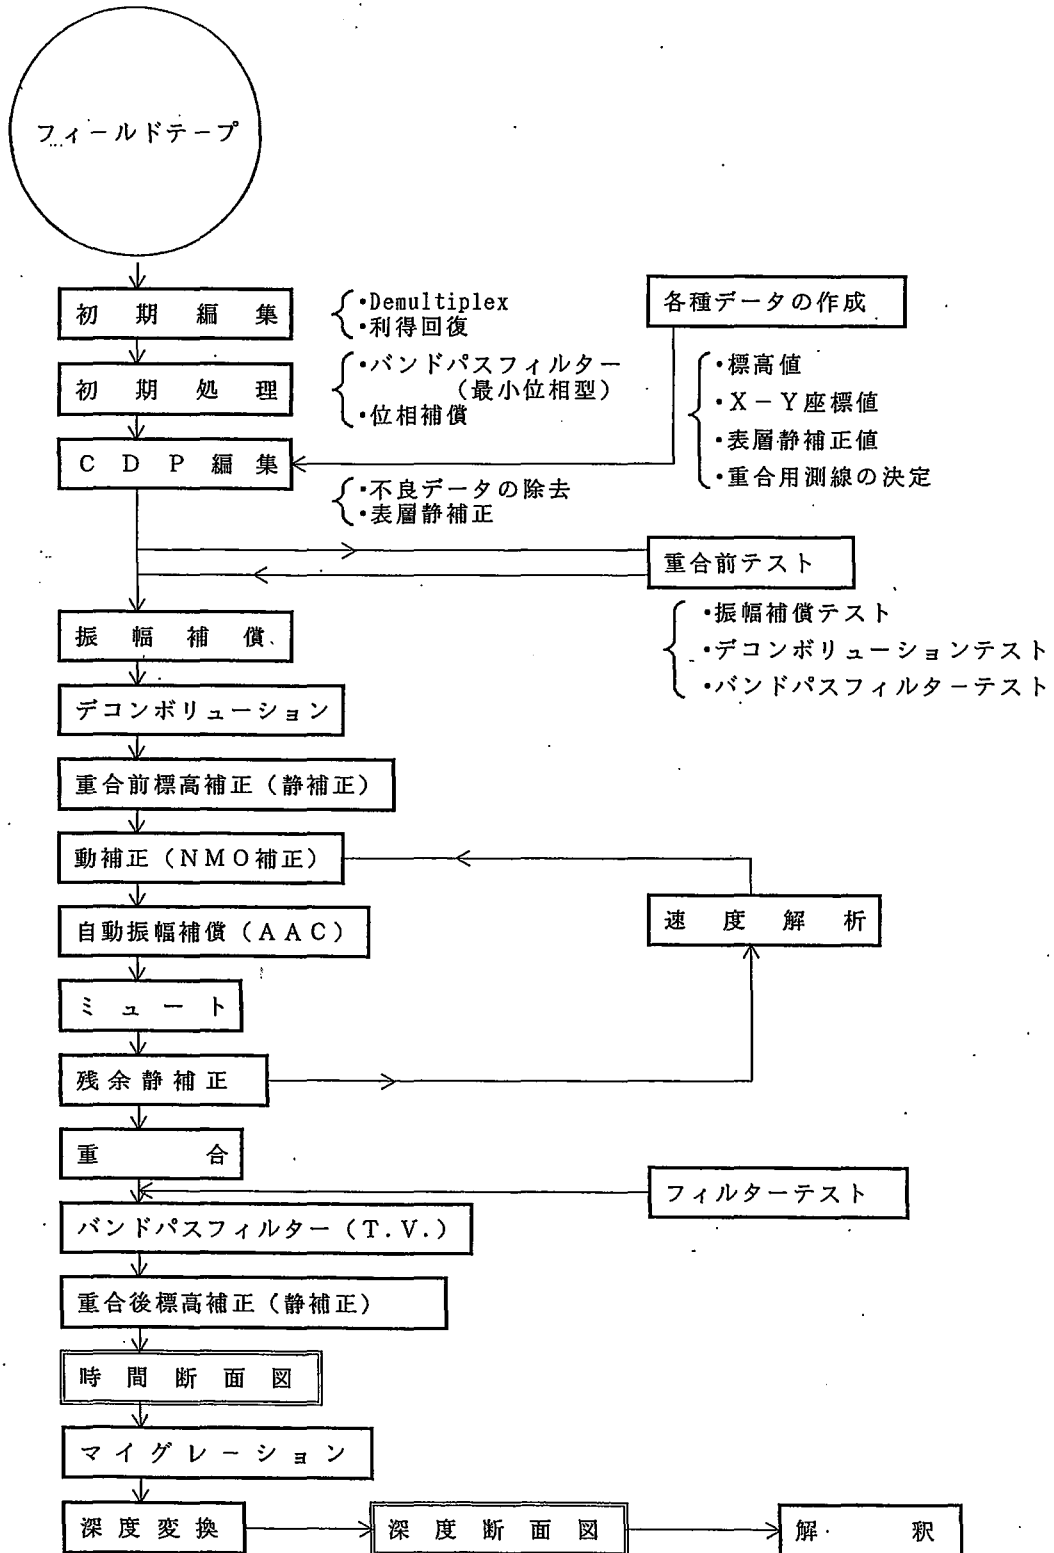 フィールドテープ
初期編集
・Demultiplex
・利得回復
各種データの作成
初期処理
・バンドパスフィルター
（最小位相型）
・位相補償
・標高値
・X－Y座標値
・表層静補正値
・重合用測線の決定
CDP編集
・不良データの除去
・表層静補正
重合前テスト
・振幅補償テスト
・デコンボリューションテスト
・バンドパスフィルターテスト
振幅補償
デコンボリューション
重合前標高補正（静補正）
動補正（NMO補正）
自動振幅補償（AAC）
速度解析
ミュート
残余静補正
重合
フィルターテスト
バンドパスフィルター（T.V.）
重合後標高補正（静補正）
時間断面図
マイグレーション
深度変換
深度断面図
解釈